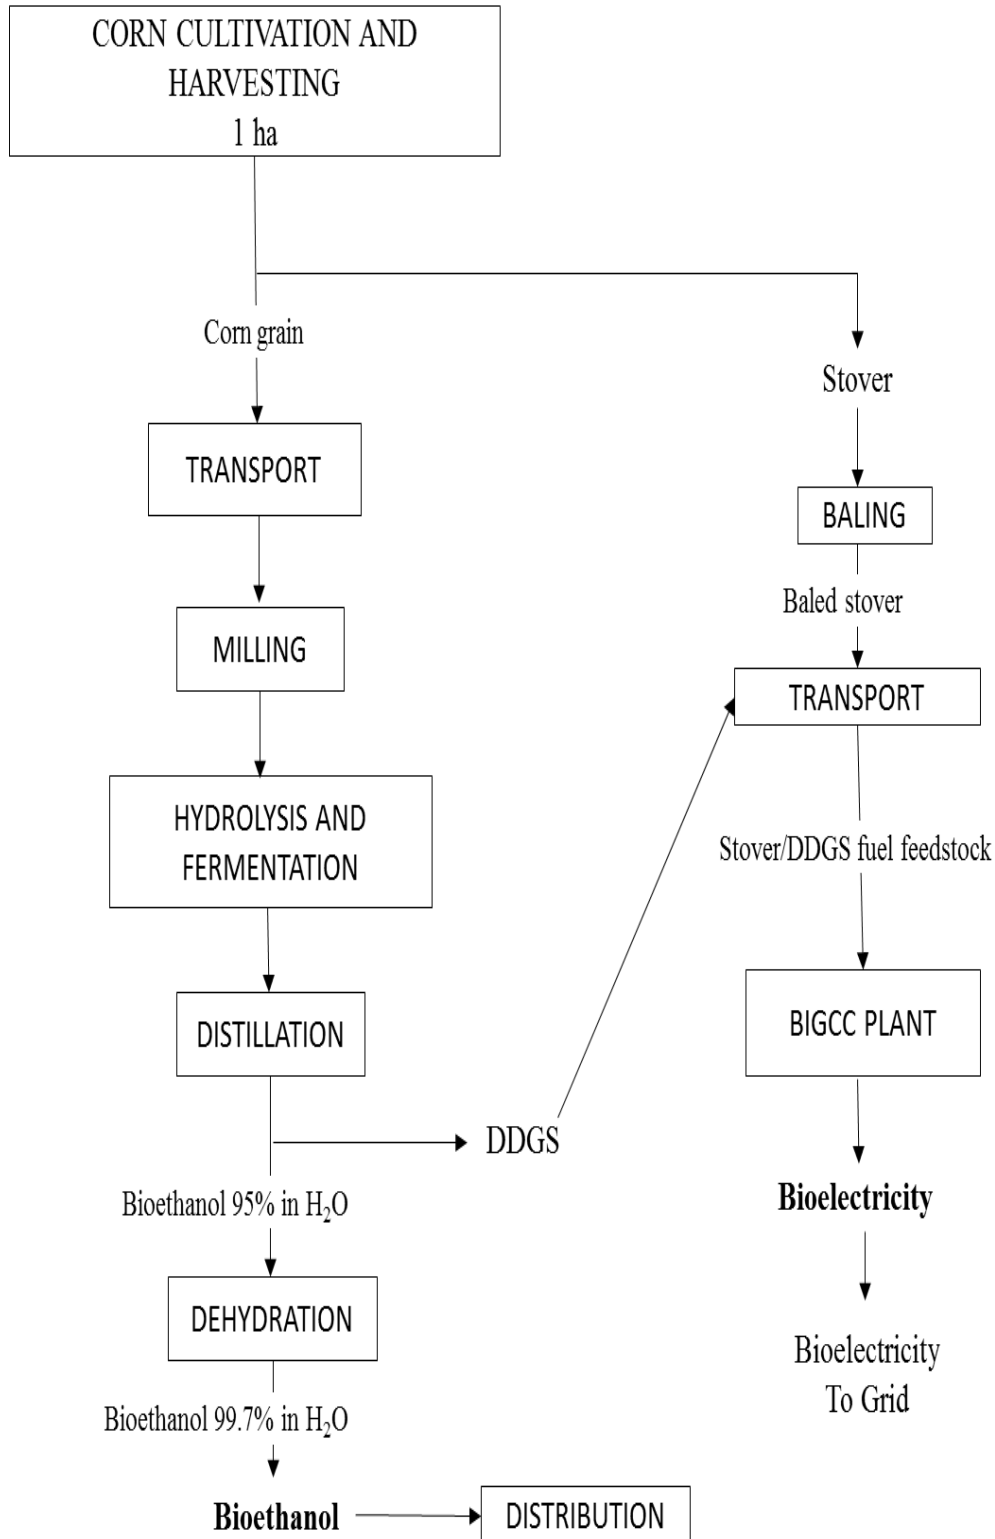 CORN CULTIVATION AND
HARVESTING
1 ha
Corn grain
TRANSPORT
MILLING
HYDROLYSIS AND
FERMENTATION
DISTILLATION
DDGS
Bioethanol 95% in H₂O
DEHYDRATION
Bioethanol 99.7% in H₂O
Bioethanol
DISTRIBUTION
Stover
BALING
Baled stover
TRANSPORT
Stover/DDGS fuel feedstock
BIGCC PLANT
Bioelectricity
Bioelectricity
To Grid